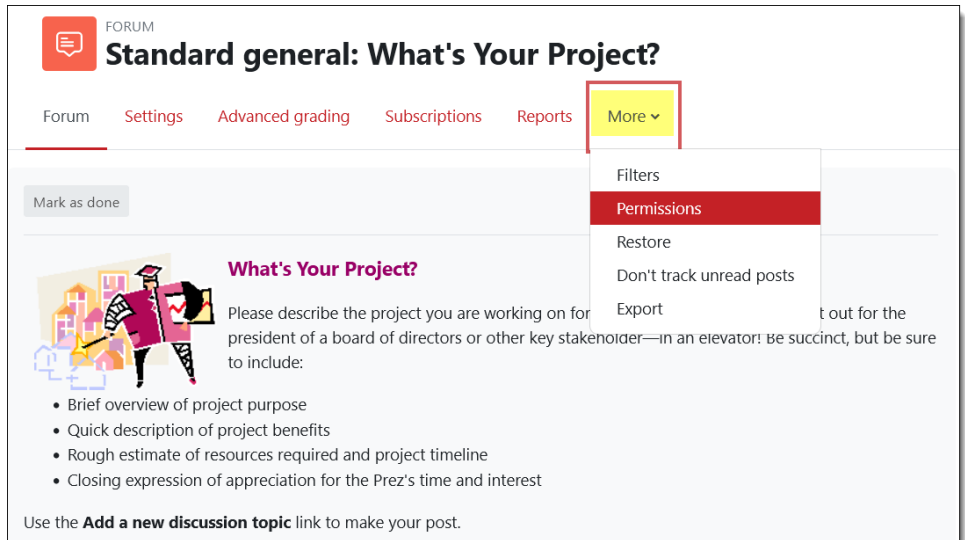 FORUM
Standard general: What's Your Project?
Forum Settings Advanced grading Subscriptions Reports More
Filters
Permissions
Restore
Don't track unread posts
Export
Mark as done
What's Your Project?
Please describe the project you are working on for t out for the
president of a board of directors or other key stakeholder—in an elevator! Be succinct, but be sure
to include:
• Brief overview of project purpose
• Quick description of project benefits
• Rough estimate of resources required and project timeline
• Closing expression of appreciation for the Prez's time and interest
Use the Add a new discussion topic link to make your post.